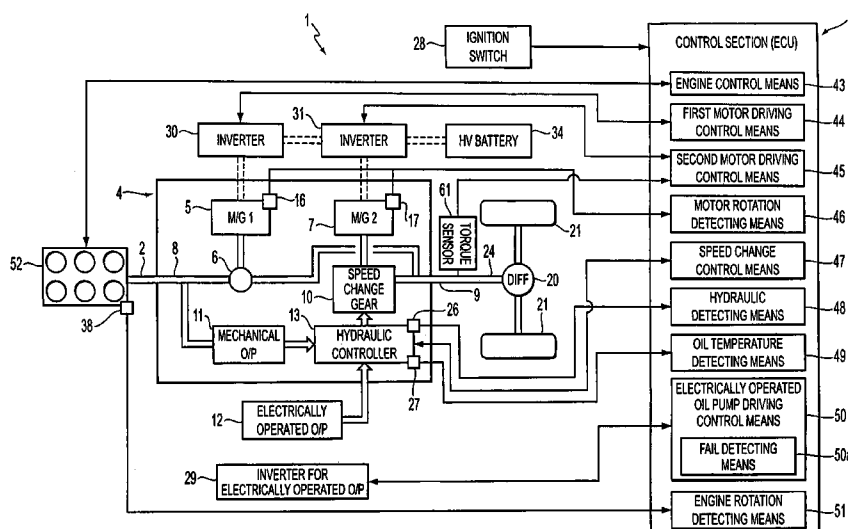 1
28
IGNITION
SWITCH
CONTROL SECTION (ECU)
ENGINE CONTROL MEANS
43
FIRST MOTOR DRIVING
CONTROL MEANS
44
SECOND MOTOR DRIVING
CONTROL MEANS
45
MOTOR ROTATION
DETECTING MEANS
46
SPEED CHANGE
CONTROL MEANS
47
HYDRAULIC
DETECTING MEANS
48
OIL TEMPERATURE
DETECTING MEANS
49
ELECTRICALLY OPERATED
OIL PUMP DRIVING
CONTROL MEANS
50
FAIL DETECTING
MEANS
50a
ENGINE ROTATION
DETECTING MEANS
51
30
INVERTER
31
INVERTER
HV BATTERY
34
4
5
M/G 1
16
7
M/G 2
17
61
TORQUE
SENSOR
21
52
2
8
6
10
SPEED
CHANGE
GEAR
24
9
DIFF
20
38
11
MECHANICAL
O/P
13
HYDRAULIC
CONTROLLER
26
27
21
12
ELECTRICALLY
OPERATED O/P
29
INVERTER FOR
ELECTRICALLY OPERATED O/P